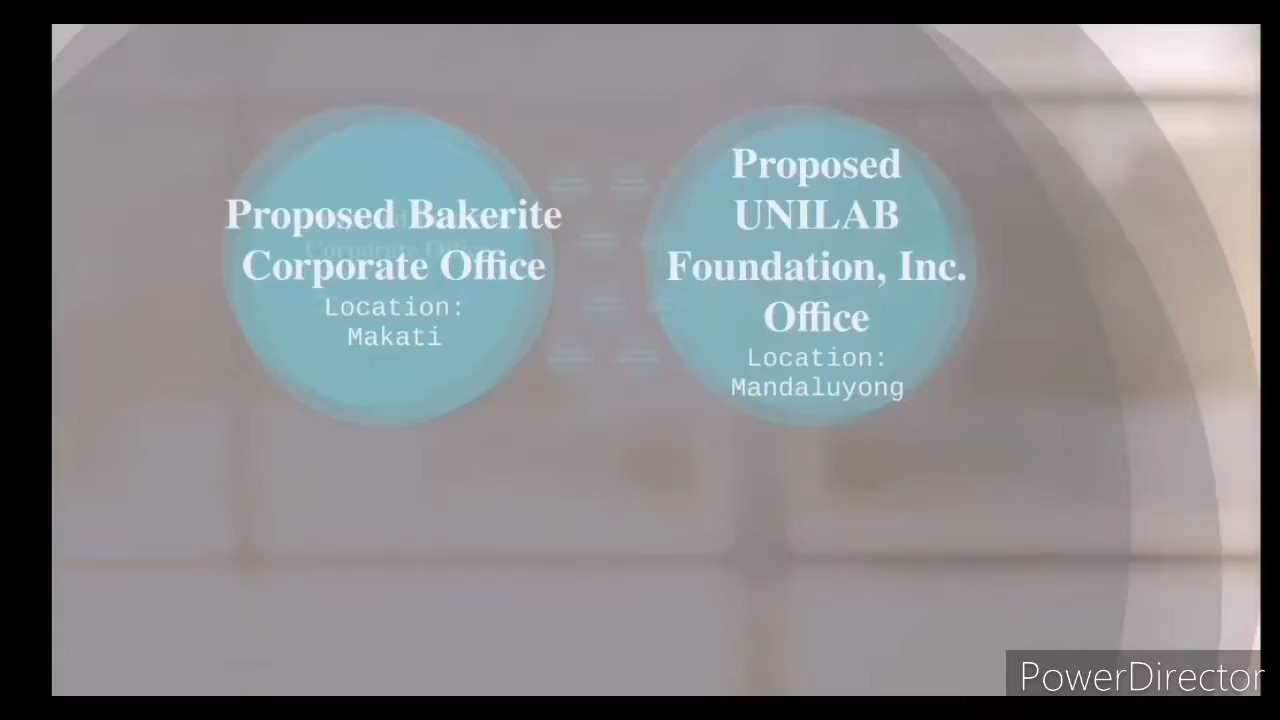 Proposed Bakerite
Corporate Office
Location:
Makati
Proposed
UNILAB
Foundation, Inc.
Office
Location:
Mandaluyong
PowerDirector